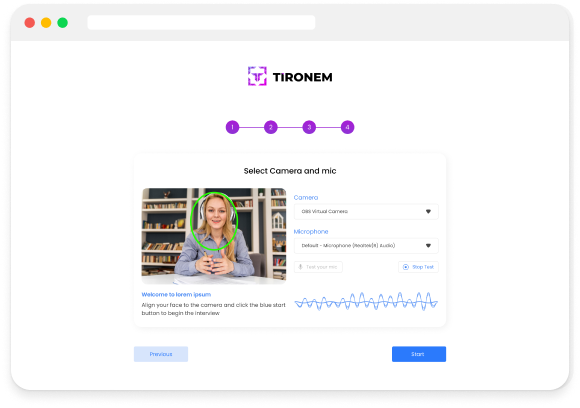 TIRONEM
1 2 3 4
Select Camera and mic
Camera
OBS Virtual Camera
Microphone
Default - Microphone (Realtek(R) Audio)
Test your mic
Stop Test
Welcome to lorem ipsum
Align your face to the camera and click the blue start
button to begin the interview
Previous
Start